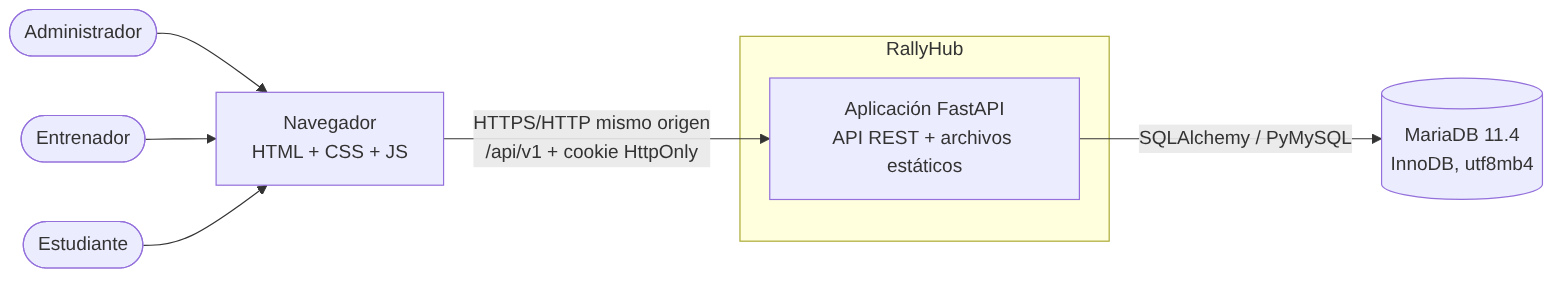 Administrador
Entrenador
Estudiante
Navegador
HTML + CSS + JS
HTTPS/HTTP mismo origen
/api/v1 + cookie HttpOnly
RallyHub
Aplicación FastAPI
API REST + archivos
estáticos
SQLAlchemy / PyMySQL
MariaDB 11.4
InnoDB, utf8mb4